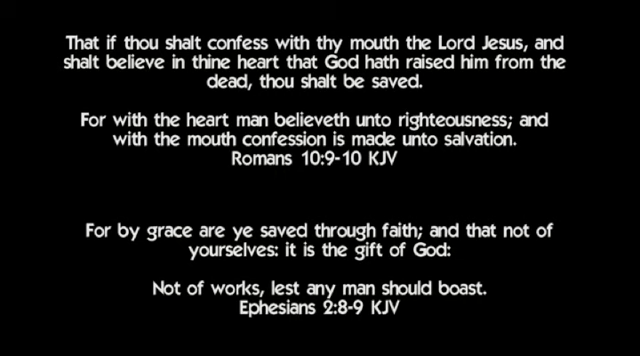 That if thou shalt confess with thy mouth the Lord Jesus, and
shalt believe in thine heart that God hath raised him from the
dead, thou shalt be saved.
For with the heart man believeth unto righteousness; and
with the mouth confession is made unto salvation.
Romans 10:9-10 KJV
For by grace are ye saved through faith; and that not of
yourselves: it is the gift of God:
Not of works, lest any man should boast.
Ephesians 2:8-9 KJV